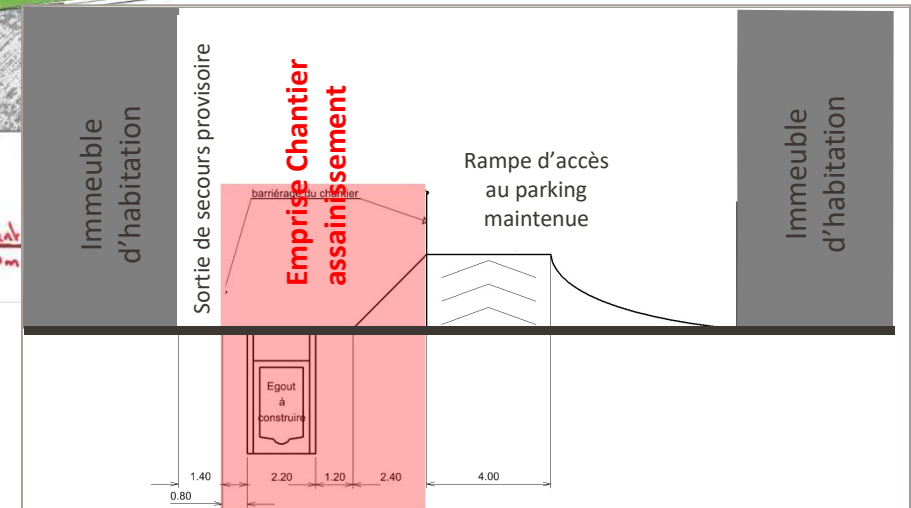 Immeuble
d'habitation
Sortie de secours provisoire
Emprise Chantier
assainissement
barriérage du chantier
Rampe d'accès
au parking
maintenue
Immeuble
d'habitation
Egout
à
construire
1.40
2.20
1.20
2.40
4.00
0.80